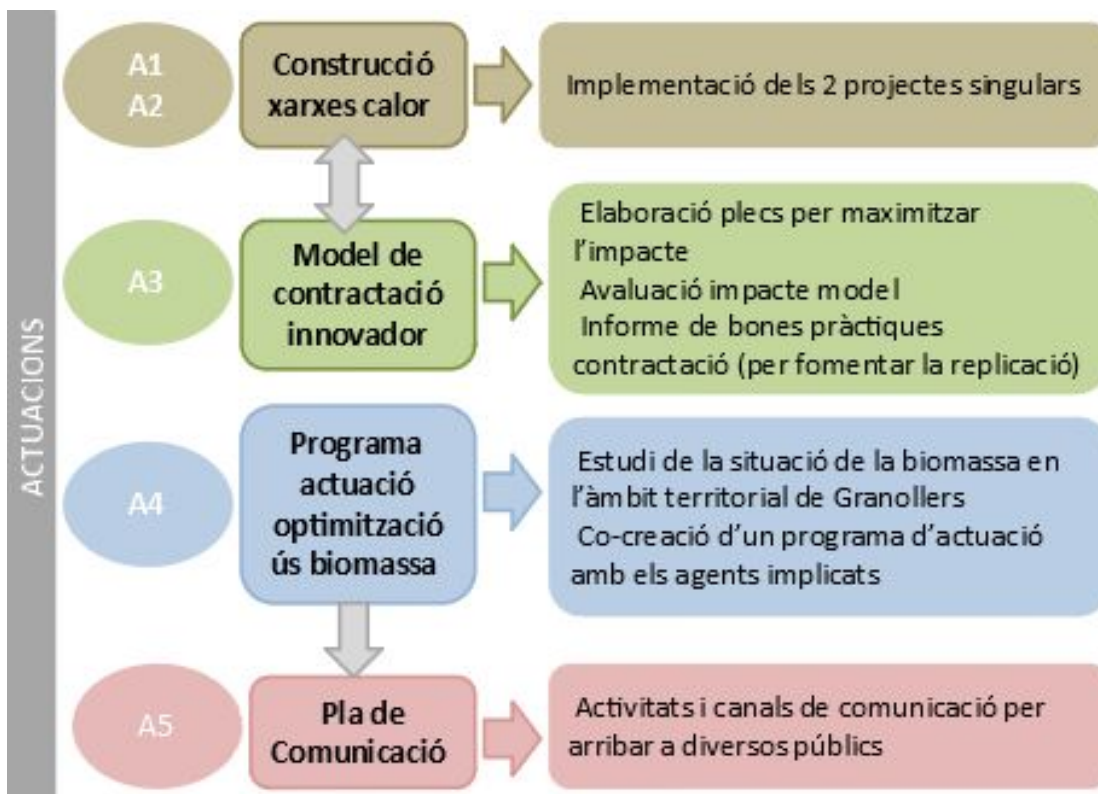 ACTUACIONS
A1
A2
Construcció
xarxes calor
Implementació dels 2 projectes singulars
A3
Model de
contractació
innovador
Elaboració plecs per maximitzar
l'impacte
Avaluació impacte model
Informe de bones pràctiques
contractació (per fomentar la replicació)
A4
Programa
actuació
optimització
ús biomassa
Estudi de la situació de la biomassa en
l'àmbit territorial de Granollers
Co-creació d'un programa d'actuació
amb els agents implicats
A5
Pla de
Comunicació
Activitats i canals de comunicació per
arribar a diversos públics